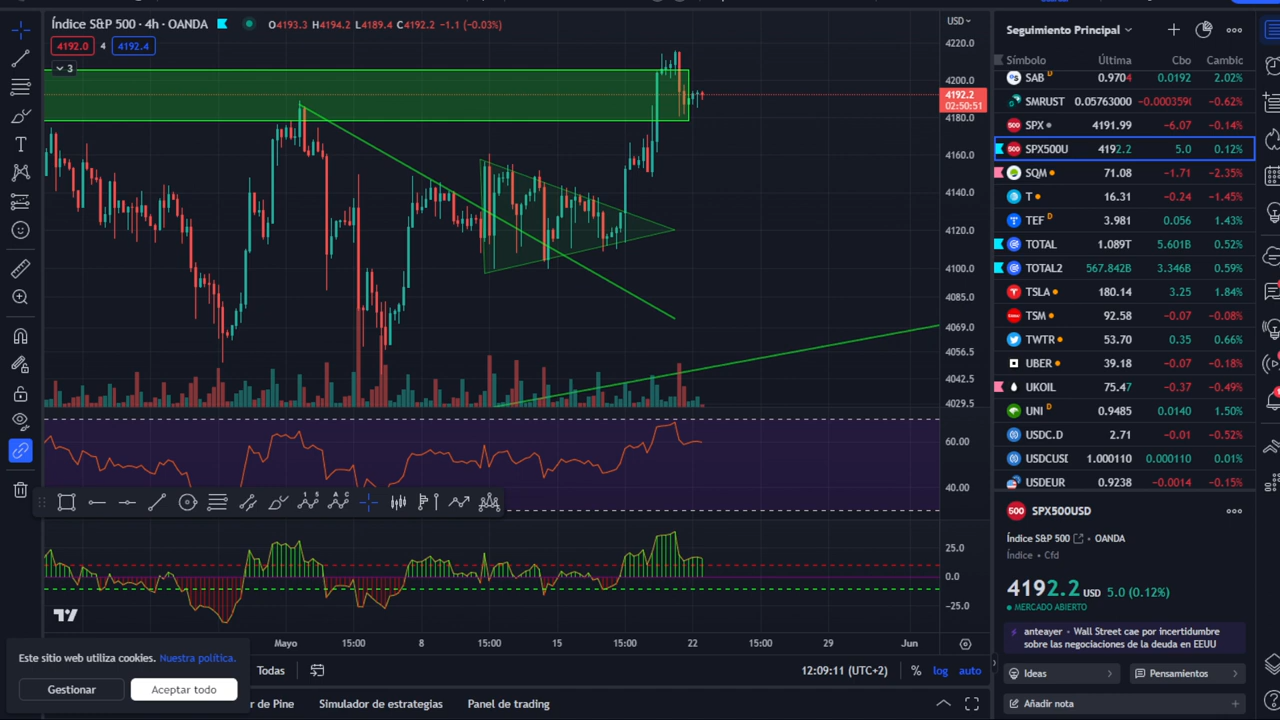 Índice S&P 500 · 4h · OANDA O4193.3 H4194.2 L4189.4 C4192.2 -1.1 (-0.03%)
4192.0 4 4192.4
3
USD
4220.0
4200.0
4192.2
02:50:51
4180.0
4160.0
4140.0
4120.0
4100.0
4085.0
4069.0
4056.5
4042.5
4029.5
60.00
40.00
25.0
0.0
-25.0
Mayo 15:00 8 15:00 15 15:00 22 15:00 29 Jun
Todas 12:09:11 (UTC+2) % log auto
Este sitio web utiliza cookies. Nuestra política.
Gestionar Aceptar todo
r de Pine Simulador de estrategias Panel de trading
Seguimiento Principal
Símbolo Última Cbo Cambic
SAB D 0.9704 0.0192 2.02%
SMRUST 0.05763000 -0.000359( -0.62%
SPX 4191.99 -6.07 -0.14%
SPX500U 4192.2 5.0 0.12%
SQM 71.08 -1.71 -2.35%
T 16.31 -0.24 -1.45%
TEF D 3.981 0.056 1.43%
TOTAL 1.089T 5.601B 0.52%
TOTAL2 567.842B 3.346B 0.59%
TSLA 180.14 3.25 1.84%
TSM 92.58 -0.07 -0.08%
TWTR 53.70 0.35 0.66%
UBER 39.18 -0.07 -0.18%
UKOIL 75.47 -0.37 -0.49%
UNI D 0.9485 0.0140 1.50%
USDC.D 2.71 -0.01 -0.52%
USDCUSI 1.000110 0.000110 0.01%
USDEUR 0.9238 -0.0014 -0.15%
500 SPX500USD
Índice S&P 500 · OANDA
Índice · Cfd
4192.2 USD 5.0 (0.12%)
MERCADO ABIERTO
anteayer · Wall Street cae por incertidumbre
sobre las negociaciones de la deuda en EEUU
Ideas Pensamientos
Añadir nota